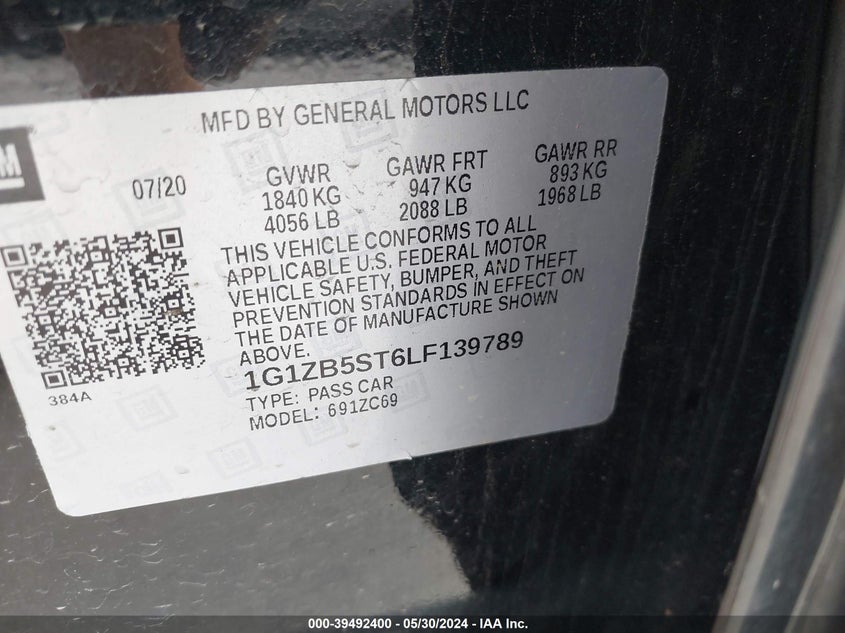 MFD BY GENERAL MOTORS LLC
07/20
GVWR
1840 KG
4056 LB
GAWR FRT
947 KG
2088 LB
GAWR RR
893 KG
1968 LB
THIS VEHICLE CONFORMS TO ALL
APPLICABLE U.S. FEDERAL MOTOR
VEHICLE SAFETY, BUMPER, AND THEFT
PREVENTION STANDARDS IN EFFECT ON
THE DATE OF MANUFACTURE SHOWN
ABOVE.
1G1ZB5ST6LF139789
TYPE: PASS CAR
MODEL: 691ZC69
384A
000-39492400 - 05/30/2024 - IAA Inc.